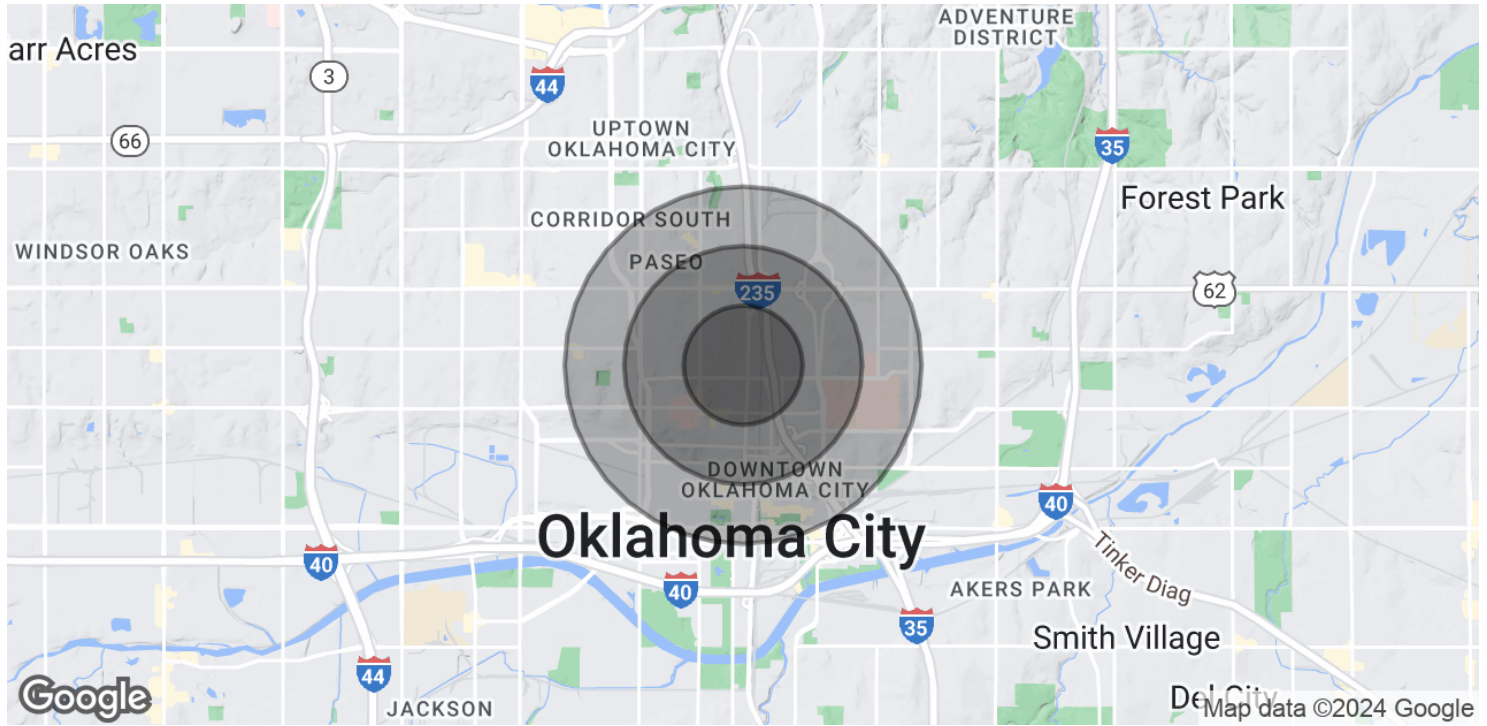 ADVENTURE
DISTRICT
arr Acres
3
44
66
UPTOWN
OKLAHOMA CITY
35
Forest Park
CORRIDOR SOUTH
WINDSOR OAKS
PASEO
235
62
DOWNTOWN
OKLAHOMA CITY
40
Oklahoma City
40
Tinker Diag
40
AKERS PARK
35
Smith Village
44
Google
JACKSON
Del City
Map data ©2024 Google